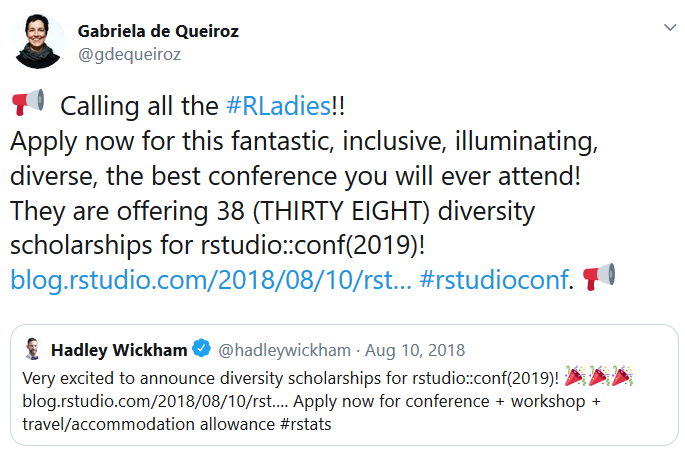 Gabriela de Queiroz
@gdequeiroz
Calling all the #RLadies!!
Apply now for this fantastic, inclusive, illuminating,
diverse, the best conference you will ever attend!
They are offering 38 (THIRTY EIGHT) diversity
scholarships for rstudio::conf(2019)!
blog.rstudio.com/2018/08/10/rst... #rstudioconf.
Hadley Wickham @hadleywickham · Aug 10, 2018
Very excited to announce diversity scholarships for rstudio::conf(2019)! 🎉🎉🎉
blog.rstudio.com/2018/08/10/rst.... Apply now for conference + workshop +
travel/accommodation allowance #rstats